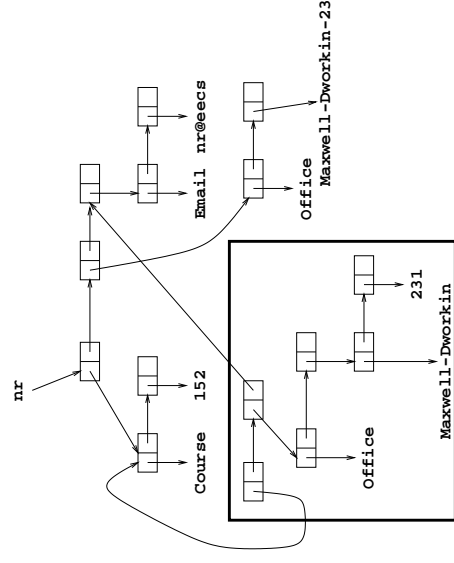 nr
Course 152
Email nr@eecs
Office
Maxwell-Dworkin-23
Office
231
Maxwell-Dworkin